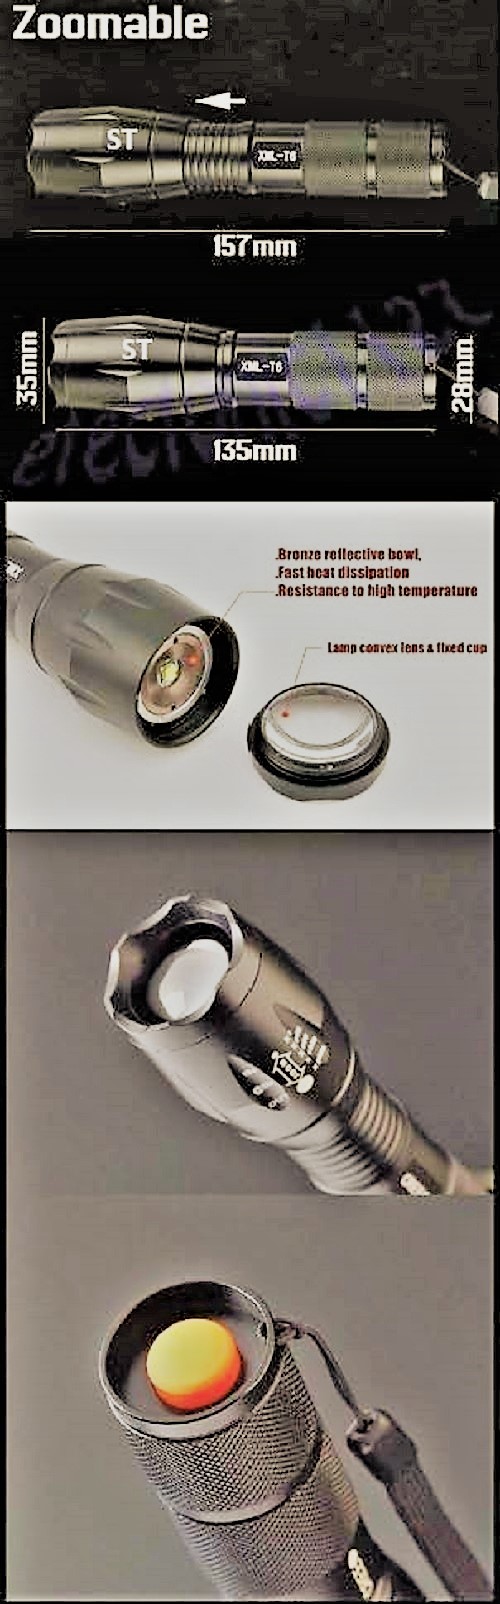 Zoomable
ST
XML-T6
157mm
35mm
ST
XML-T6
28mm
135mm
.Bronze reflective bowl,
.Fast heat dissipation
.Resistance to high temperature
Lamp convex lens & fixed cup